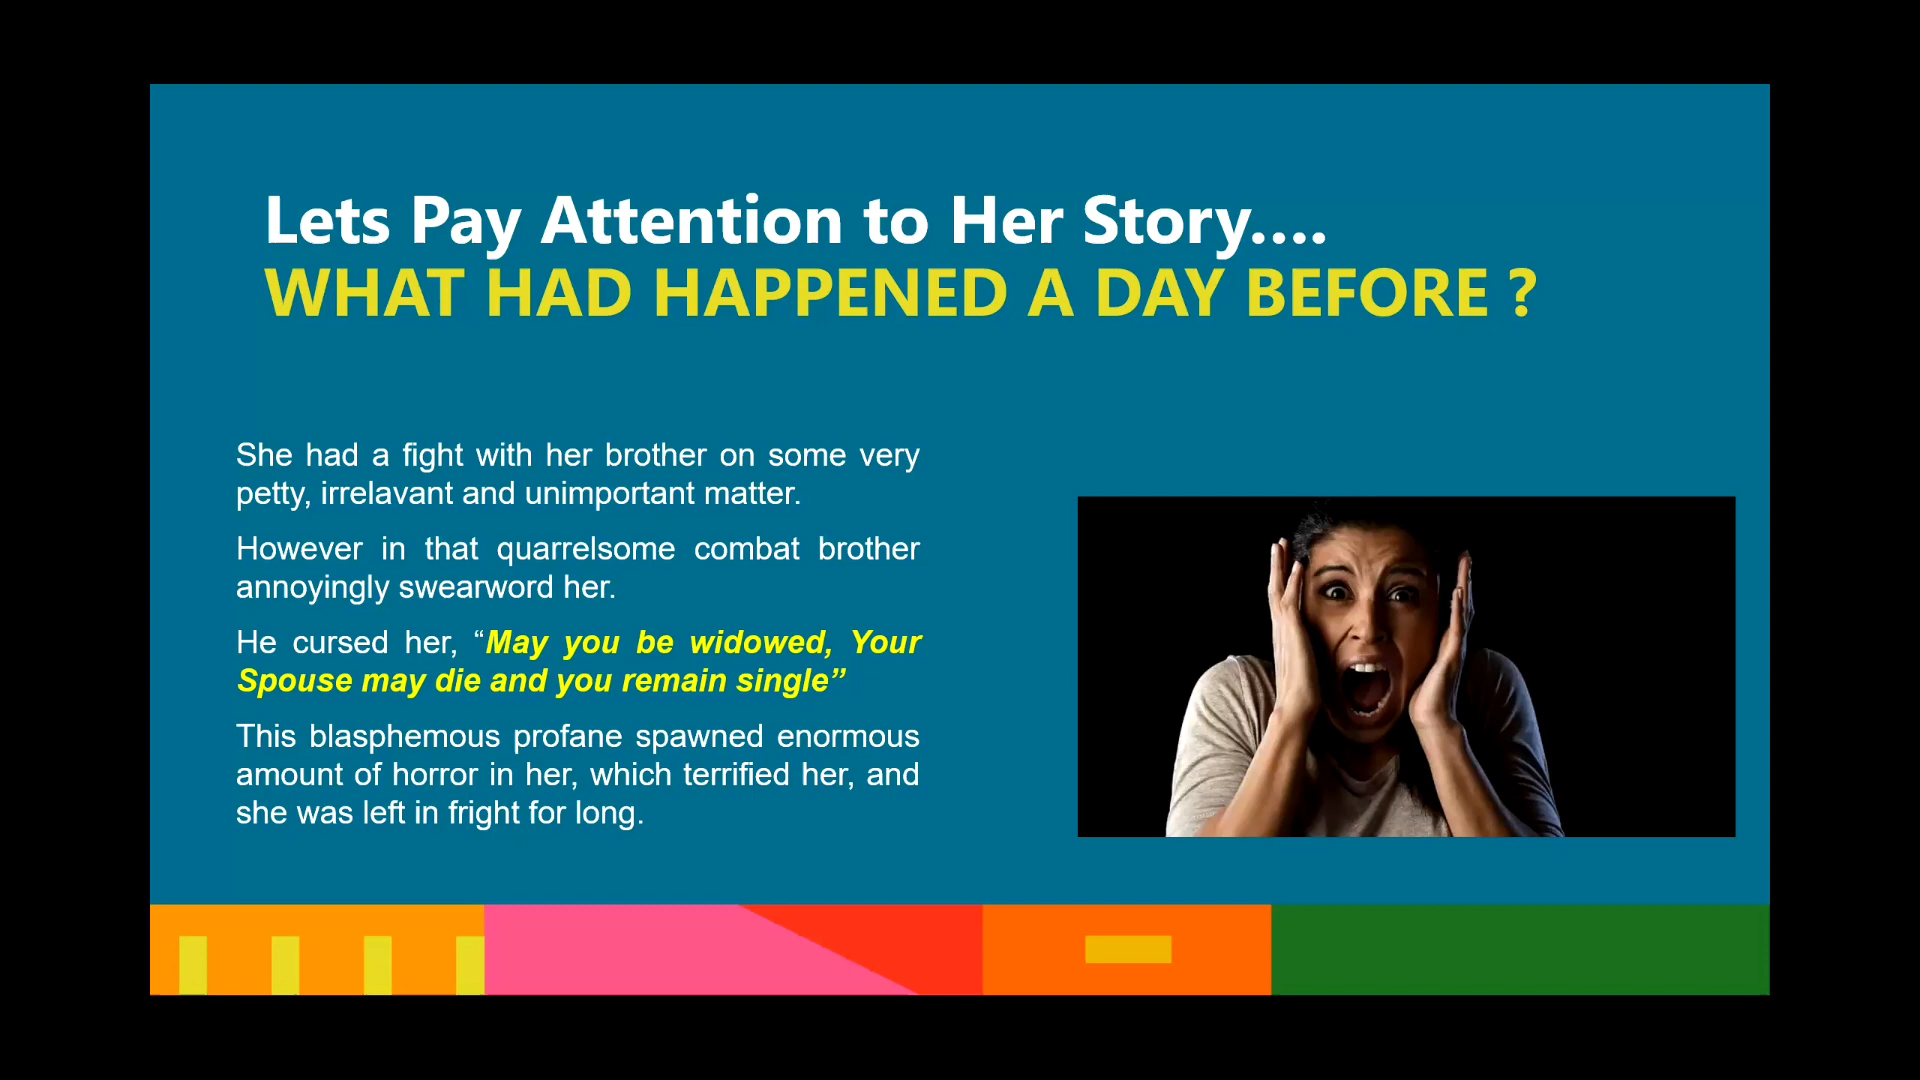 Lets Pay Attention to Her Story....
WHAT HAD HAPPENED A DAY BEFORE ?
She had a fight with her brother on some very
petty, irrelavant and unimportant matter.
However in that quarrelsome combat brother
annoyingly swearword her.
He cursed her, “May you be widowed, Your
Spouse may die and you remain single”
This blasphemous profane spawned enormous
amount of horror in her, which terrified her, and
she was left in fright for long.